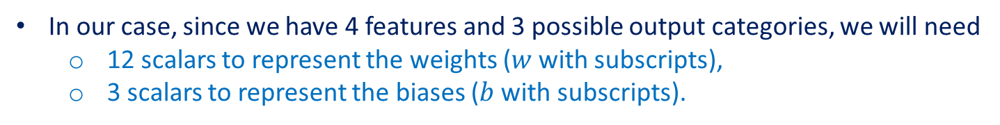 • In our case, since we have 4 features and 3 possible output categories, we will need
○ 12 scalars to represent the weights (w with subscripts),
○ 3 scalars to represent the biases (b with subscripts).